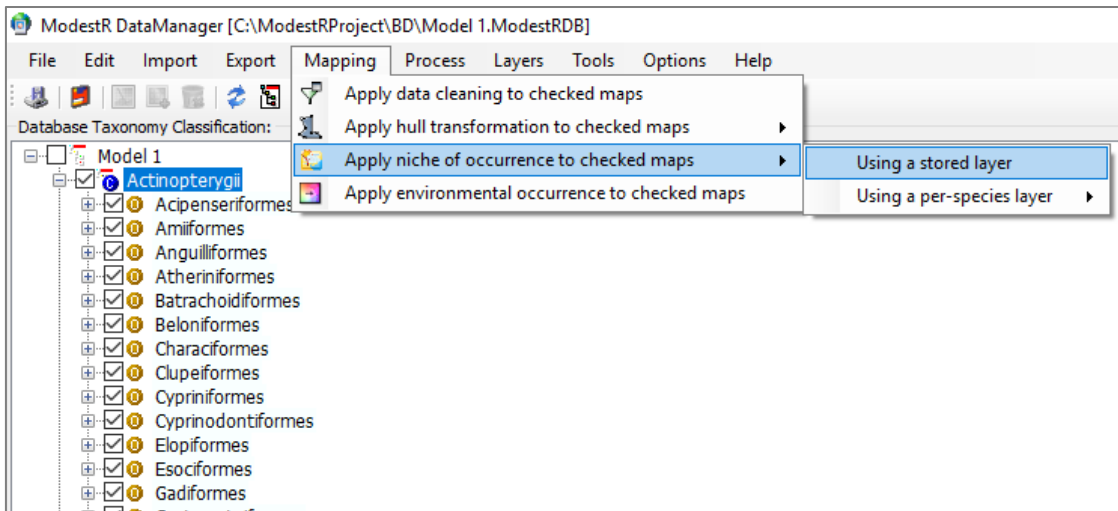 ModestR DataManager [C:\ModestRProject\BD\Model 1.ModestRDB]
File Edit Import Export Mapping Process Layers Tools Options Help
Apply data cleaning to checked maps
Database Taxonomy Classification:
Apply hull transformation to checked maps
Model 1
Apply niche of occurrence to checked maps
Using a stored layer
Actinopterygii
Apply environmental occurrence to checked maps
Using a per-species layer
Acipenseriformes
Amiiformes
Anguilliformes
Atheriniformes
Batrachoidiformes
Beloniformes
Characiformes
Clupeiformes
Cypriniformes
Cyprinodontiformes
Elopiformes
Esociformes
Gadiformes